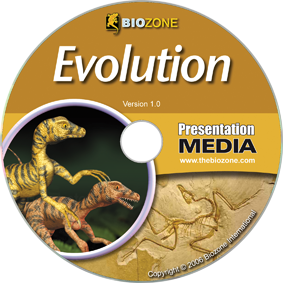 BIOZONE
Evolution
Version 1.0
Presentation
MEDIA
www.thebiozone.com
Copyright © 2006 Biozone International